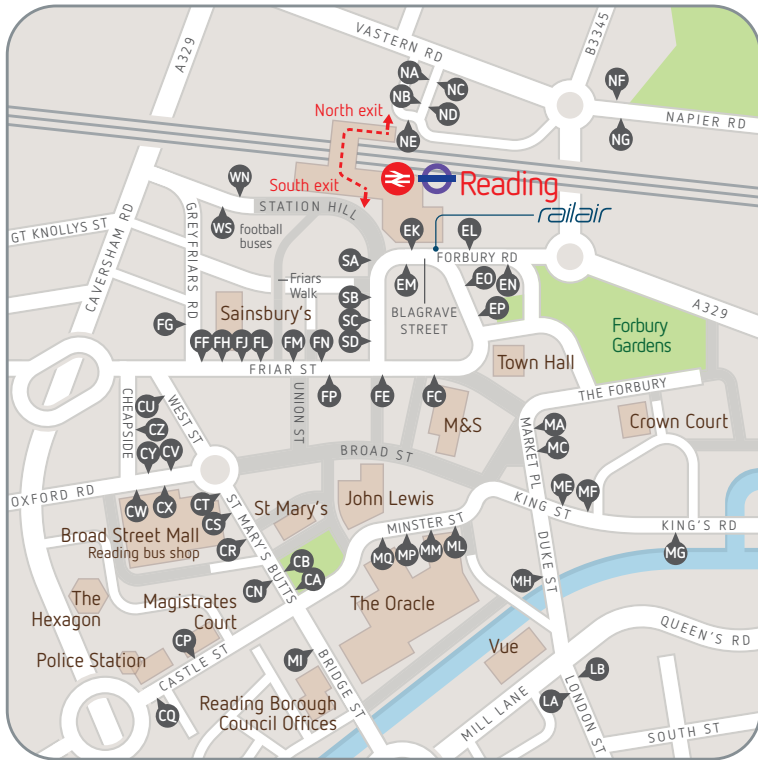 VASTERN RD
B3345
A329
NA
NC
NB
ND
NE
NF
NG
NAPIER RD
North exit
South exit
Reading
railair
WN
WS
football
buses
STATION HILL
GT KNOLLYS ST
CAVERSHAM RD
GREYFRIARS RD
Friars
Walk
SA
SB
SC
SD
EK
EL
FORBURY RD
EM
EO
EN
EP
BLAGRAVE
STREET
A329
Forbury
Gardens
Sainsbury's
FG
FF
FH
FJ
FL
FM
FN
FRIAR ST
FP
FE
FC
Town Hall
THE FORBURY
M&S
Crown Court
CHEAPSIDE
WEST ST
UNION ST
CU
CZ
CY
CV
BROAD ST
MARKET PL
MA
MC
ME
MF
KING ST
OXFORD RD
CW
CX
CT
CS
CR
Broad Street Mall
Reading bus shop
ST MARY'S BUTTS
St Mary's
John Lewis
MINSTER ST
MQ
MP
MM
ML
KING'S RD
MG
DUKE ST
MH
CB
CA
CN
The
Hexagon
Magistrates
Court
The Oracle
Police Station
CP
CASTLE ST
CQ
MI
BRIDGE ST
Reading Borough
Council Offices
Vue
QUEEN'S RD
MILL LANE
LB
LA
LONDON ST
SOUTH ST